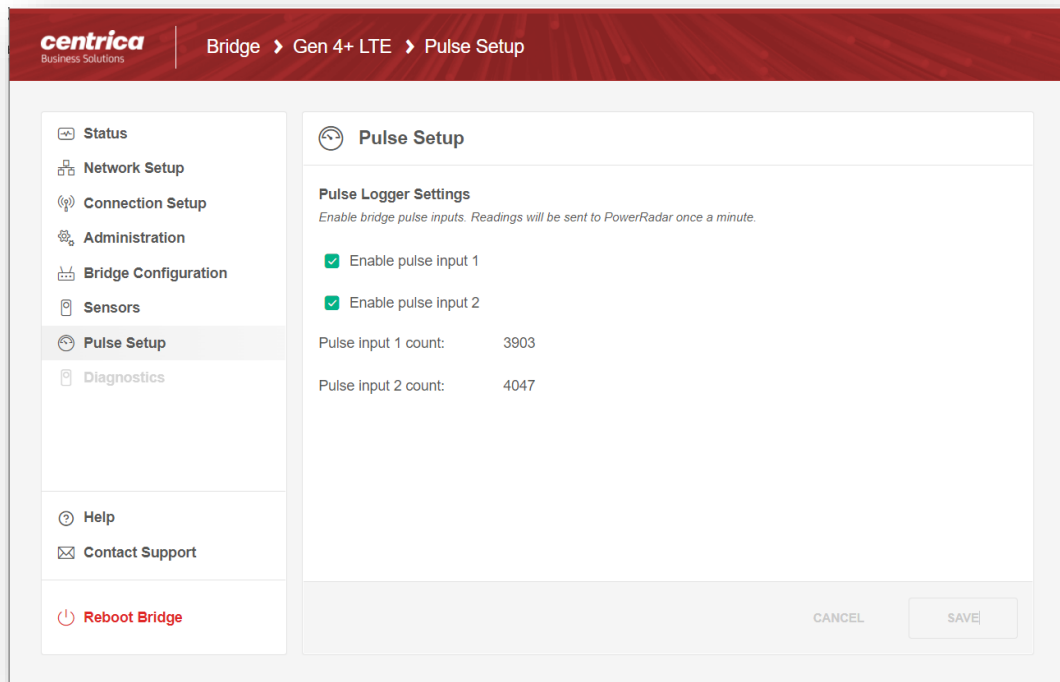 centrica
Business Solutions
Bridge > Gen 4+ LTE > Pulse Setup
Status
Network Setup
Connection Setup
Administration
Bridge Configuration
Sensors
Pulse Setup
Diagnostics
Help
Contact Support
Reboot Bridge
Pulse Setup
Pulse Logger Settings
Enable bridge pulse inputs. Readings will be sent to PowerRadar once a minute.
Enable pulse input 1
Enable pulse input 2
Pulse input 1 count: 3903
Pulse input 2 count: 4047
CANCEL SAVE